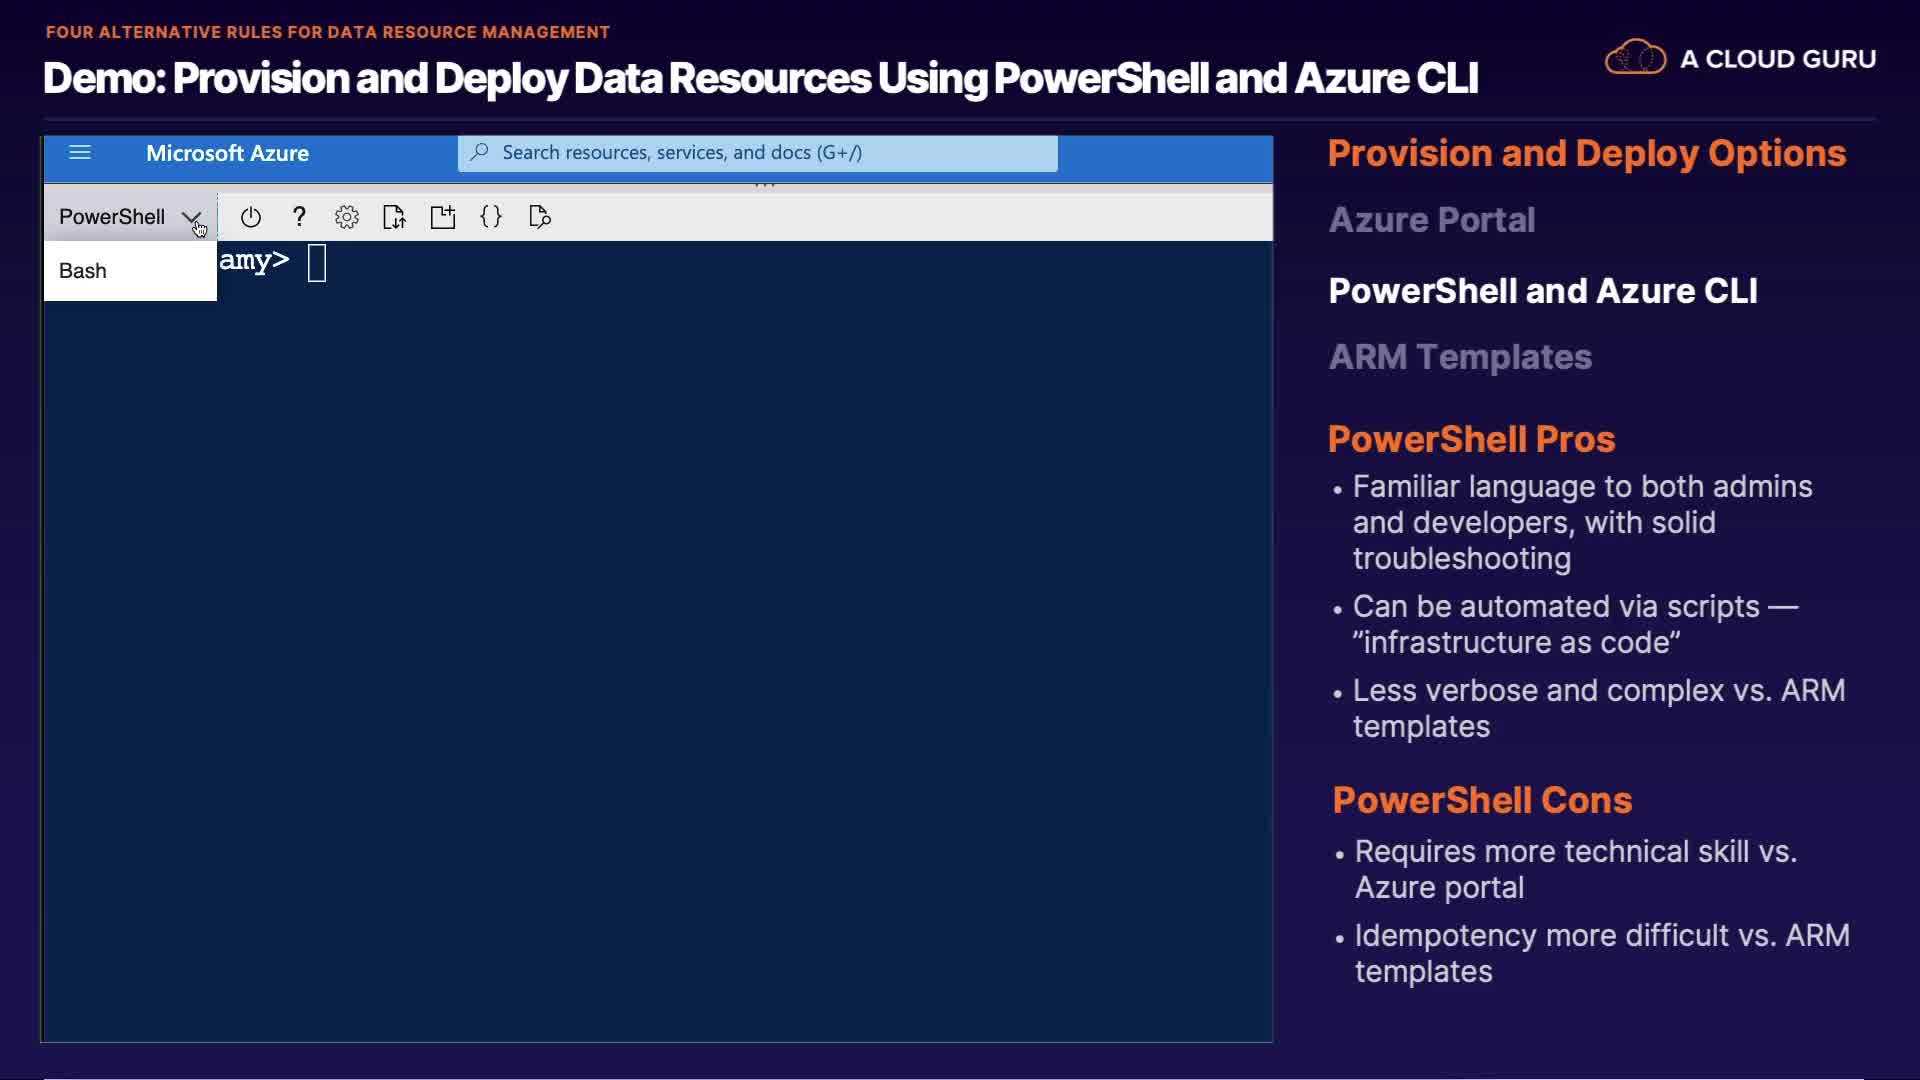 FOUR ALTERNATIVE RULES FOR DATA RESOURCE MANAGEMENT
Demo: Provision and Deploy Data Resources Using PowerShell and Azure CLI
A CLOUD GURU
Microsoft Azure
Search resources, services, and docs (G+/)
PowerShell
?
{}
Bash
amy>
Provision and Deploy Options
Azure Portal
PowerShell and Azure CLI
ARM Templates
PowerShell Pros
• Familiar language to both admins
and developers, with solid
troubleshooting
• Can be automated via scripts —
”infrastructure as code”
• Less verbose and complex vs. ARM
templates
PowerShell Cons
• Requires more technical skill vs.
Azure portal
• Idempotency more difficult vs. ARM
templates